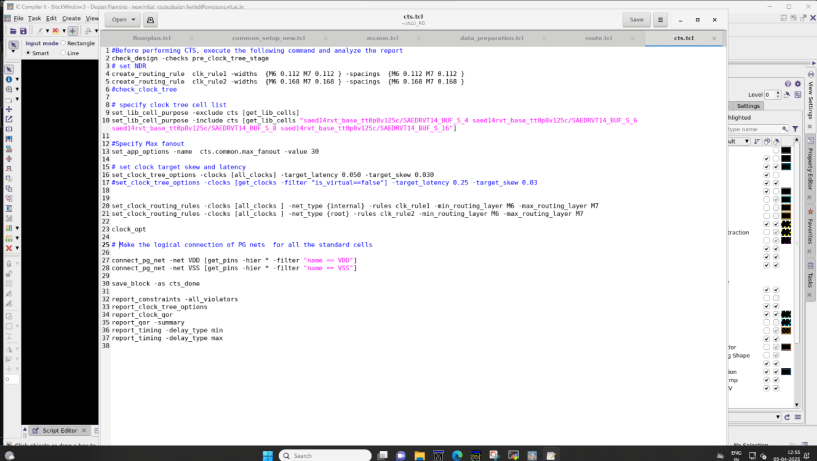 IC Compiler II - BlockWindow.3 - Design Planning -
cts.tcl
~/ALU_PD
Open
Save
File Edit Create View
Input mode Rectangle
Smart Line
floorplan.tcl × common_setup_new.tcl × mcmm.tcl × data_preparation.tcl × route.tcl × cts.tcl ×
1 #Before performing CTS, execute the following command and analyze the report
2 check_design -checks pre_clock_tree_stage
3 # set NDR
4 create_routing_rule clk_rule1 -widths {M6 0.112 M7 0.112 } -spacings {M6 0.112 M7 0.112 }
5 create_routing_rule clk_rule2 -widths {M6 0.168 M7 0.168 } -spacings {M6 0.168 M7 0.168 }
6 #check_clock_tree
7
8 # specify clock tree cell list
9 set_lib_cell_purpose -exclude cts [get_lib_cells]
10 set_lib_cell_purpose -include cts [get_lib_cells "saed14rvt_base_tt0p8v125c/SAEDRVT14_BUF_S_4 saed14rvt_base_tt0p8v125c/SAEDRVT14_BUF_S_6
saed14rvt_base_tt0p8v125c/SAEDRVT14_BUF_S_8 saed14rvt_base_tt0p8v125c/SAEDRVT14_BUF_S_16"]
11
12 #Specify Max fanout
13 set_app_options -name cts.common.max_fanout -value 30
14
15 # set clock target skew and latency
16 set_clock_tree_options -clocks [all_clocks] -target_latency 0.050 -target_skew 0.030
17 #set_clock_tree_options -clocks [get_clocks -filter "is_virtual==false"] -target_latency 0.25 -target_skew 0.03
18
19
20 set_clock_routing_rules -clocks [all_clocks ] -net_type {internal} -rules clk_rule1 -min_routing_layer M6 -max_routing_layer M7
21 set_clock_routing_rules -clocks [all_clocks ] -net_type {root} -rules clk_rule2 -min_routing_layer M6 -max_routing_layer M7
22
23 clock_opt
24
25 # Make the logical connection of PG nets for all the standard cells
26
27 connect_pg_net -net VDD [get_pins -hier * -filter "name == VDD"]
28 connect_pg_net -net VSS [get_pins -hier * -filter "name == VSS"]
29
30 save_block -as cts_done
31
32 report_constraints -all_violators
33 report_clock_tree_options
34 report_clock_qor
35 report_qor -summary
36 report_timing -delay_type min
37 report_timing -delay_type max
38
Level 0
Settings
hlighted
type name
ult
traction
der
g Shape
ion
mp
V
View Settings
Property Editor
Favorites
Tasks
0
Script Editor ×
Search
ENG
IN
12:55
03-04-2025